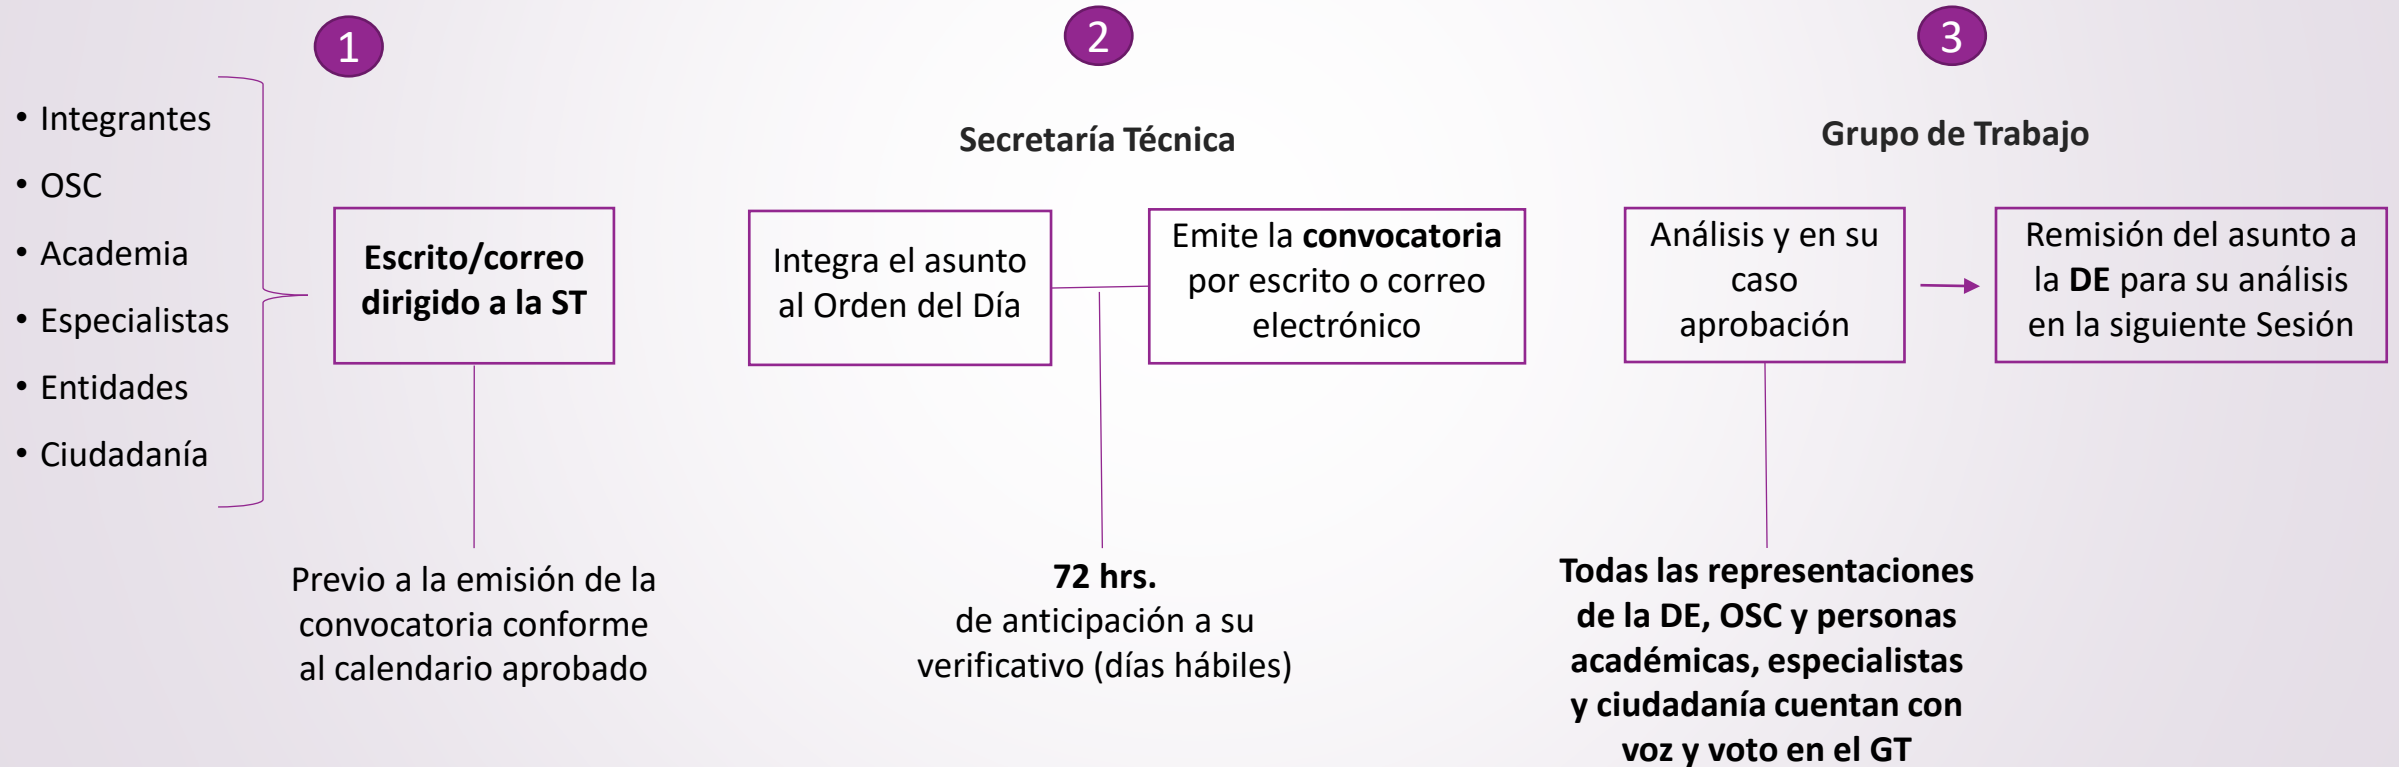 1
• Integrantes
• OSC
• Academia
• Especialistas
• Entidades
• Ciudadanía
Escrito/correo
dirigido a la ST
Previo a la emisión de la
convocatoria conforme
al calendario aprobado
2
Secretaría Técnica
Integra el asunto
al Orden del Día
Emite la convocatoria
por escrito o correo
electrónico
72 hrs.
de anticipación a su
verificativo (días hábiles)
3
Grupo de Trabajo
Análisis y en su
caso
aprobación
Remisión del asunto a
la DE para su análisis
en la siguiente Sesión
Todas las representaciones
de la DE, OSC y personas
académicas, especialistas
y ciudadanía cuentan con
voz y voto en el GT